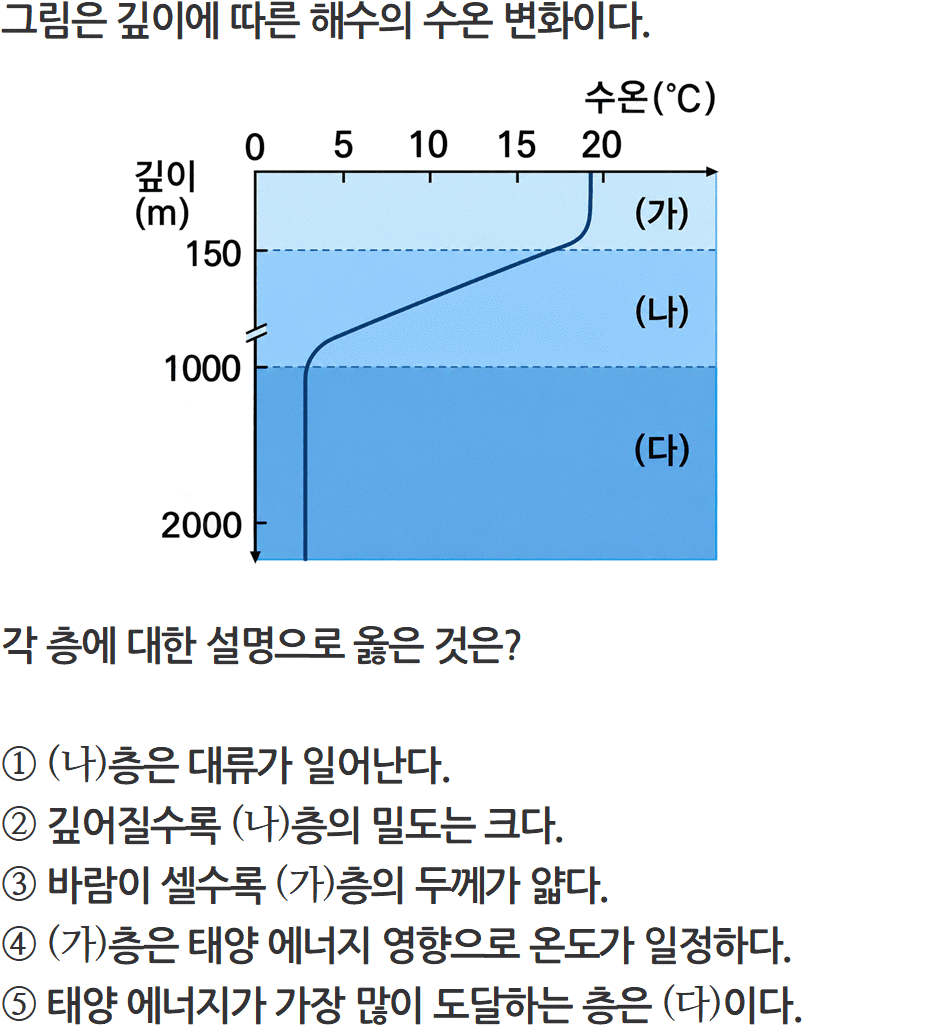 그림은 깊이에 따른 해수의 수온 변화이다.
수온(℃)
0 5 10 15 20
깊이
(m)
(가)
150
(나)
1000
(다)
2000
각 층에 대한 설명으로 옳은 것은?
① (나)층은 대류가 일어난다.
② 깊어질수록 (나)층의 밀도는 크다.
③ 바람이 셀수록 (가)층의 두께가 얇다.
④ (가)층은 태양 에너지 영향으로 온도가 일정하다.
⑤ 태양 에너지가 가장 많이 도달하는 층은 (다)이다.